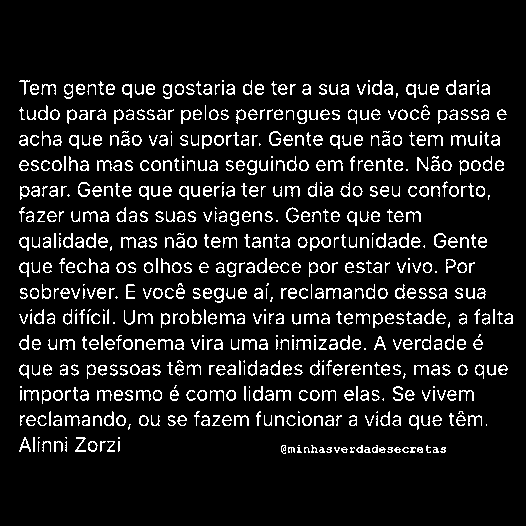 Tem gente que gostaria de ter a sua vida, que daria
tudo para passar pelos perrengues que você passa e
acha que não vai suportar. Gente que não tem muita
escolha mas continua seguindo em frente. Não pode
parar. Gente que queria ter um dia do seu conforto,
fazer uma das suas viagens. Gente que tem
qualidade, mas não tem tanta oportunidade. Gente
que fecha os olhos e agradece por estar vivo. Por
sobreviver. E você segue aí, reclamando dessa sua
vida difícil. Um problema vira uma tempestade, a falta
de um telefonema vira uma inimizade. A verdade é
que as pessoas têm realidades diferentes, mas o que
importa mesmo é como lidam com elas. Se vivem
reclamando, ou se fazem funcionar a vida que têm.
Alinni Zorzi
@minhasverdadesecretas